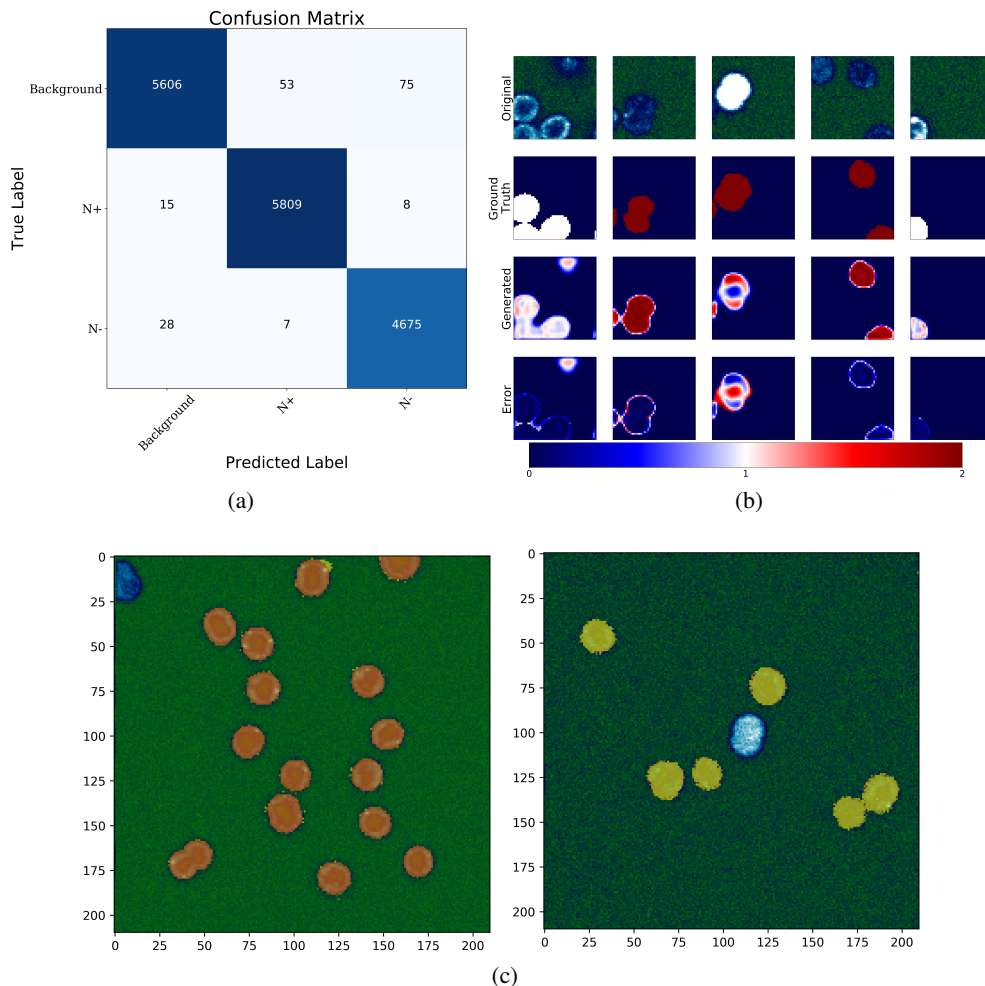 Confusion Matrix
Background
5606
53
75
N+
15
5809
8
N-
28
7
4675
True Label
Background
N+
N-
Predicted Label
(a)
Original
Ground
Truth
Generated
Error
0
1
2
(b)
0
25
50
75
100
125
150
175
200
0
25
50
75
100
125
150
175
200
0
25
50
75
100
125
150
175
200
0
25
50
75
100
125
150
175
200
(c)